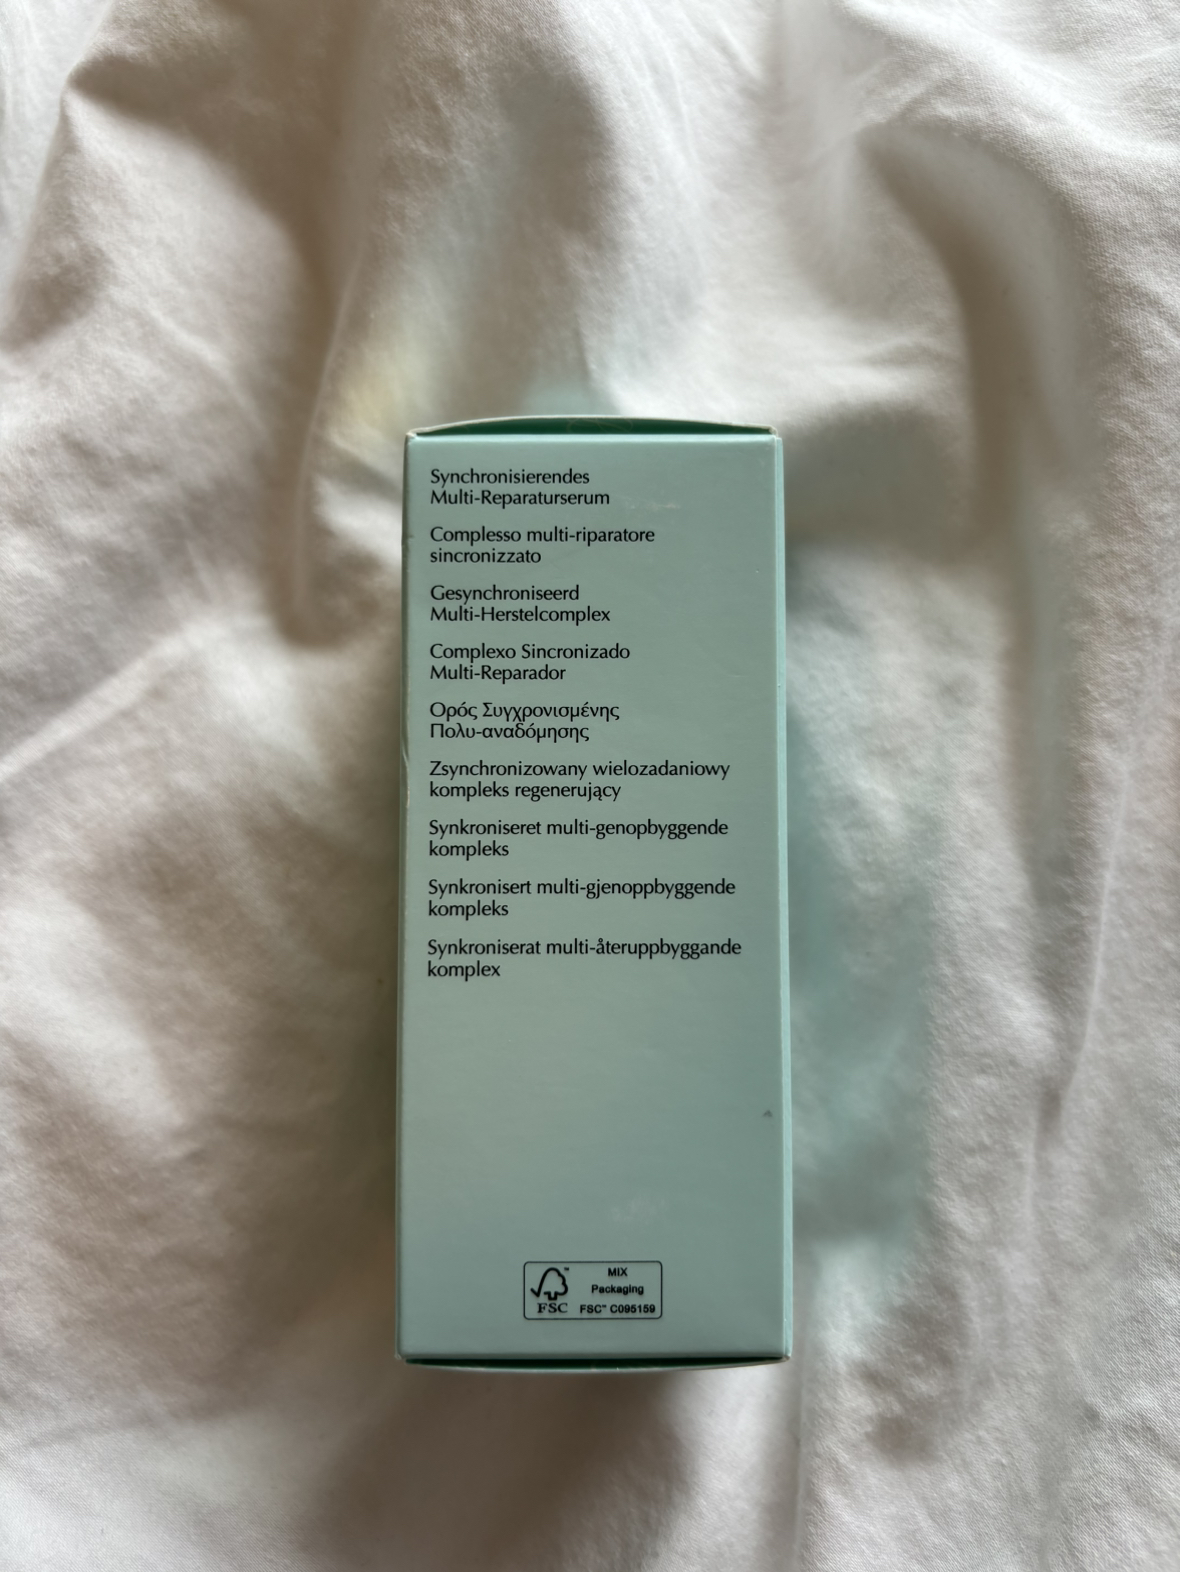 Synchronisierendes
Multi-Reparaturserum
Complesso multi-riparatore
sincronizzato
Gesynchroniseerd
Multi-Herstelcomplex
Complexo Sincronizado
Multi-Reparador
Ορός Συγχρονισμένης
Πολυ-αναδόμησης
Zsynchronizowany wielozadaniowy
kompleks regenerujący
Synkroniseret multi-genopbyggende
kompleks
Synkronisert multi-gjenoppbyggende
kompleks
Synkroniserat multi-återuppbyggande
komplex
MIX
Packaging
FSC™ C095159
FSC